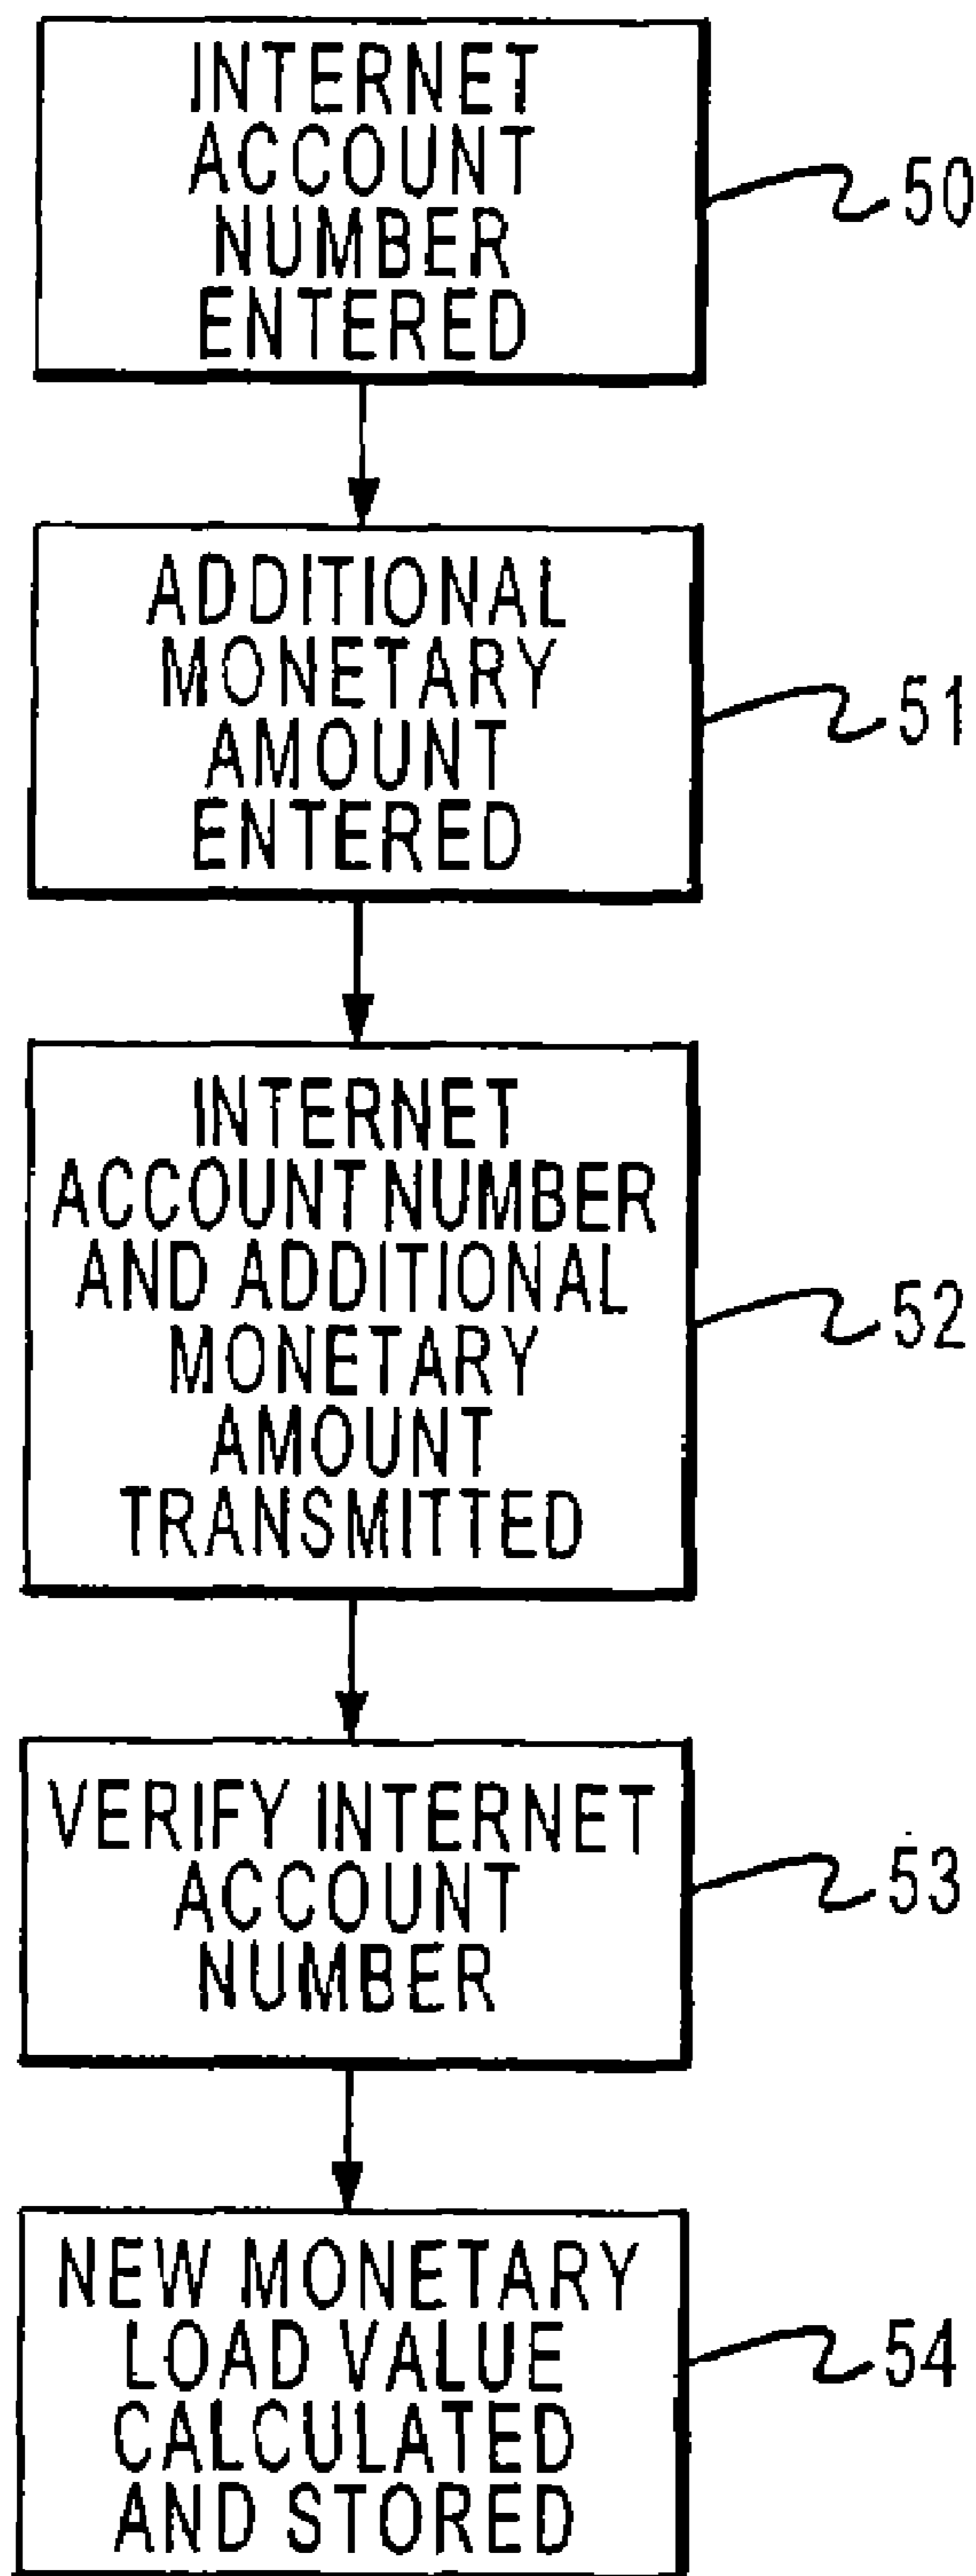 INTERNET
ACCOUNT
NUMBER
ENTERED
50
ADDITIONAL
MONETARY
AMOUNT
ENTERED
51
INTERNET
ACCOUNT NUMBER
AND ADDITIONAL
MONETARY
AMOUNT
TRANSMITTED
52
VERIFY INTERNET
ACCOUNT
NUMBER
53
NEW MONETARY
LOAD VALUE
CALCULATED
AND STORED
54